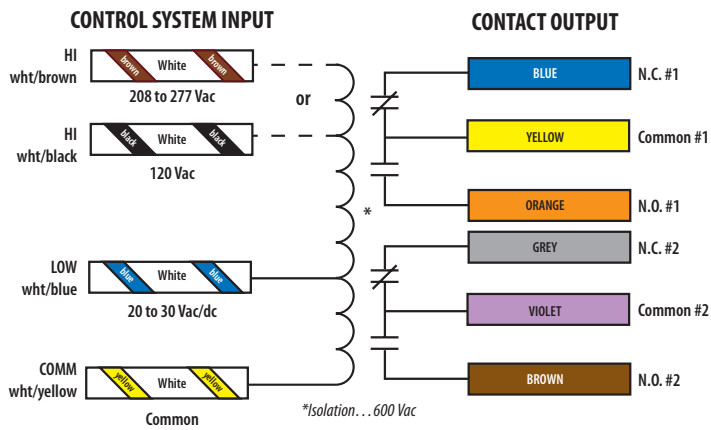 CONTROL SYSTEM INPUT
HI
wht/brown
brown White brown
208 to 277 Vac
or
HI
wht/black
black White black
120 Vac
*
LOW
wht/blue
blue White blue
20 to 30 Vac/dc
COMM
wht/yellow
yellow White yellow
Common
*Isolation...600 Vac
CONTACT OUTPUT
BLUE N.C. #1
YELLOW Common #1
ORANGE N.O. #1
GREY N.C. #2
VIOLET Common #2
BROWN N.O. #2